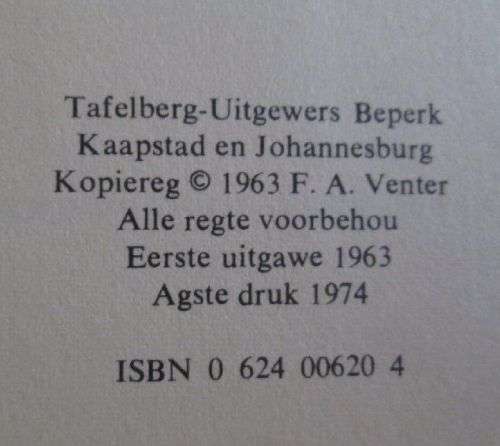 Tafelberg-Uitgewers Beperk
Kaapstad en Johannesburg
Kopiereg © 1963 F. A. Venter
Alle regte voorbehou
Eerste uitgawe 1963
Agste druk 1974
ISBN 0 624 00620 4